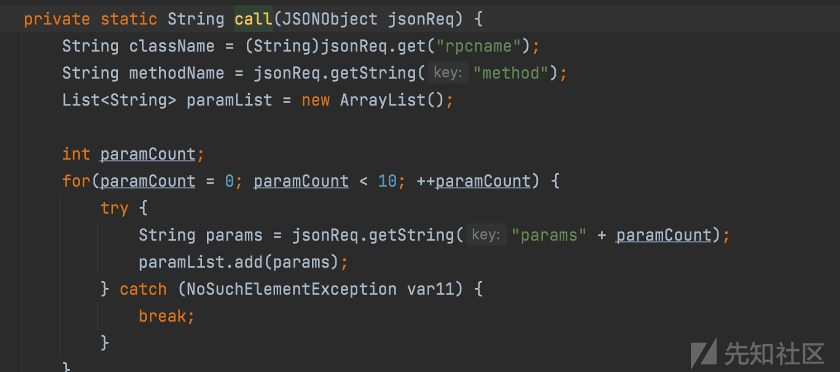 private static String call(JSONObject jsonReq) {
String className = (String)jsonReq.get("rpcname");
String methodName = jsonReq.getString( key: "method");
List<String> paramList = new ArrayList();
int paramCount;
for(paramCount = 0; paramCount < 10; ++paramCount) {
try {
String params = jsonReq.getString( key: "params" + paramCount);
paramList.add(params);
} catch (NoSuchElementException var11) {
break;
}
}
先知社区